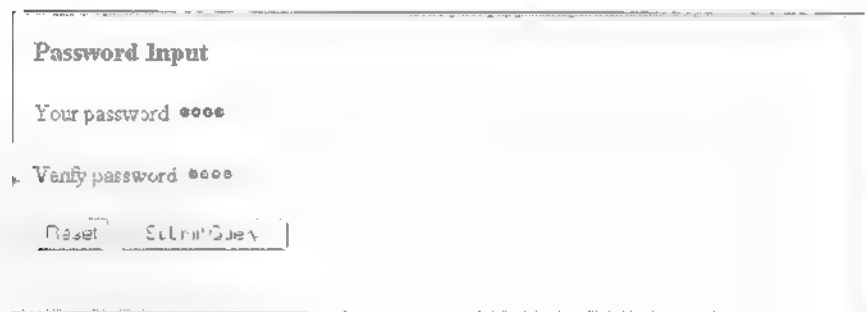 Password Input
Your password ●●●●
Verify password ●●●●
Reset Submit Query